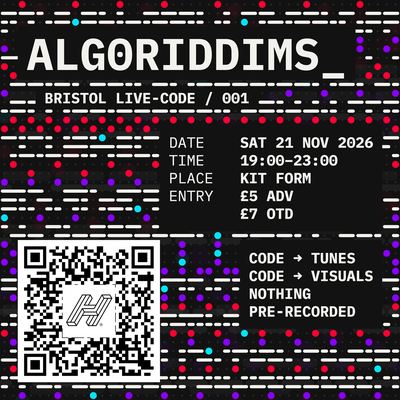 ALGORIDDIMS_
BRISTOL LIVE-CODE / 001
DATE SAT 21 NOV 2026
TIME 19:00–23:00
PLACE KIT FORM
ENTRY £5 ADV
£7 OTD
CODE → TUNES
CODE → VISUALS
NOTHING
PRE-RECORDED